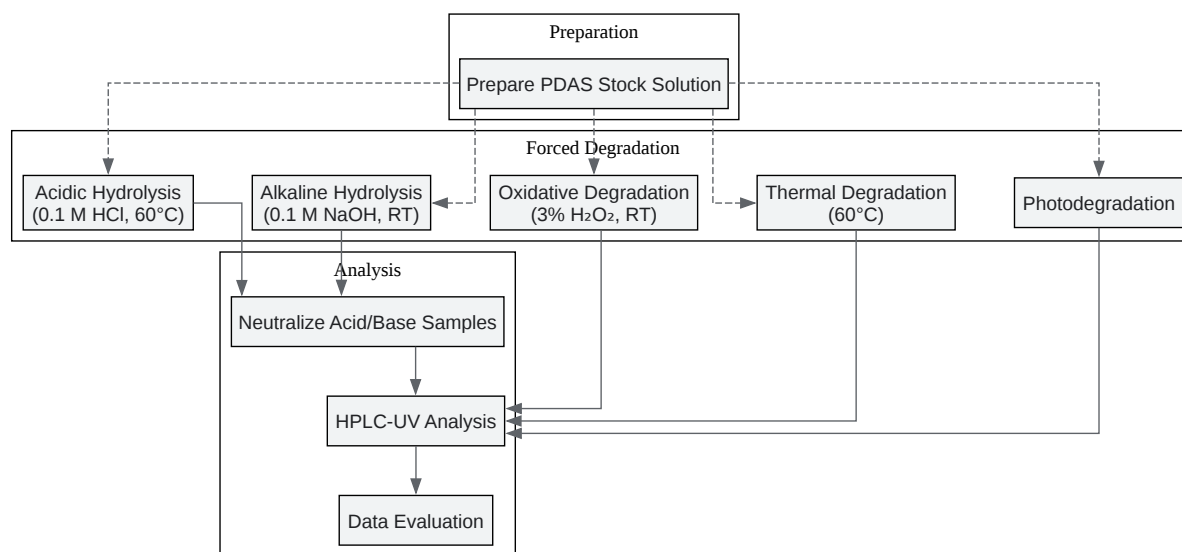 Preparation
Prepare PDAS Stock Solution
Forced Degradation
Acidic Hydrolysis
(0.1 M HCl, 60°C)
Alkaline Hydrolysis
(0.1 M NaOH, RT)
Oxidative Degradation
(3% H₂O₂, RT)
Thermal Degradation
(60°C)
Photodegradation
Analysis
Neutralize Acid/Base Samples
HPLC-UV Analysis
Data Evaluation